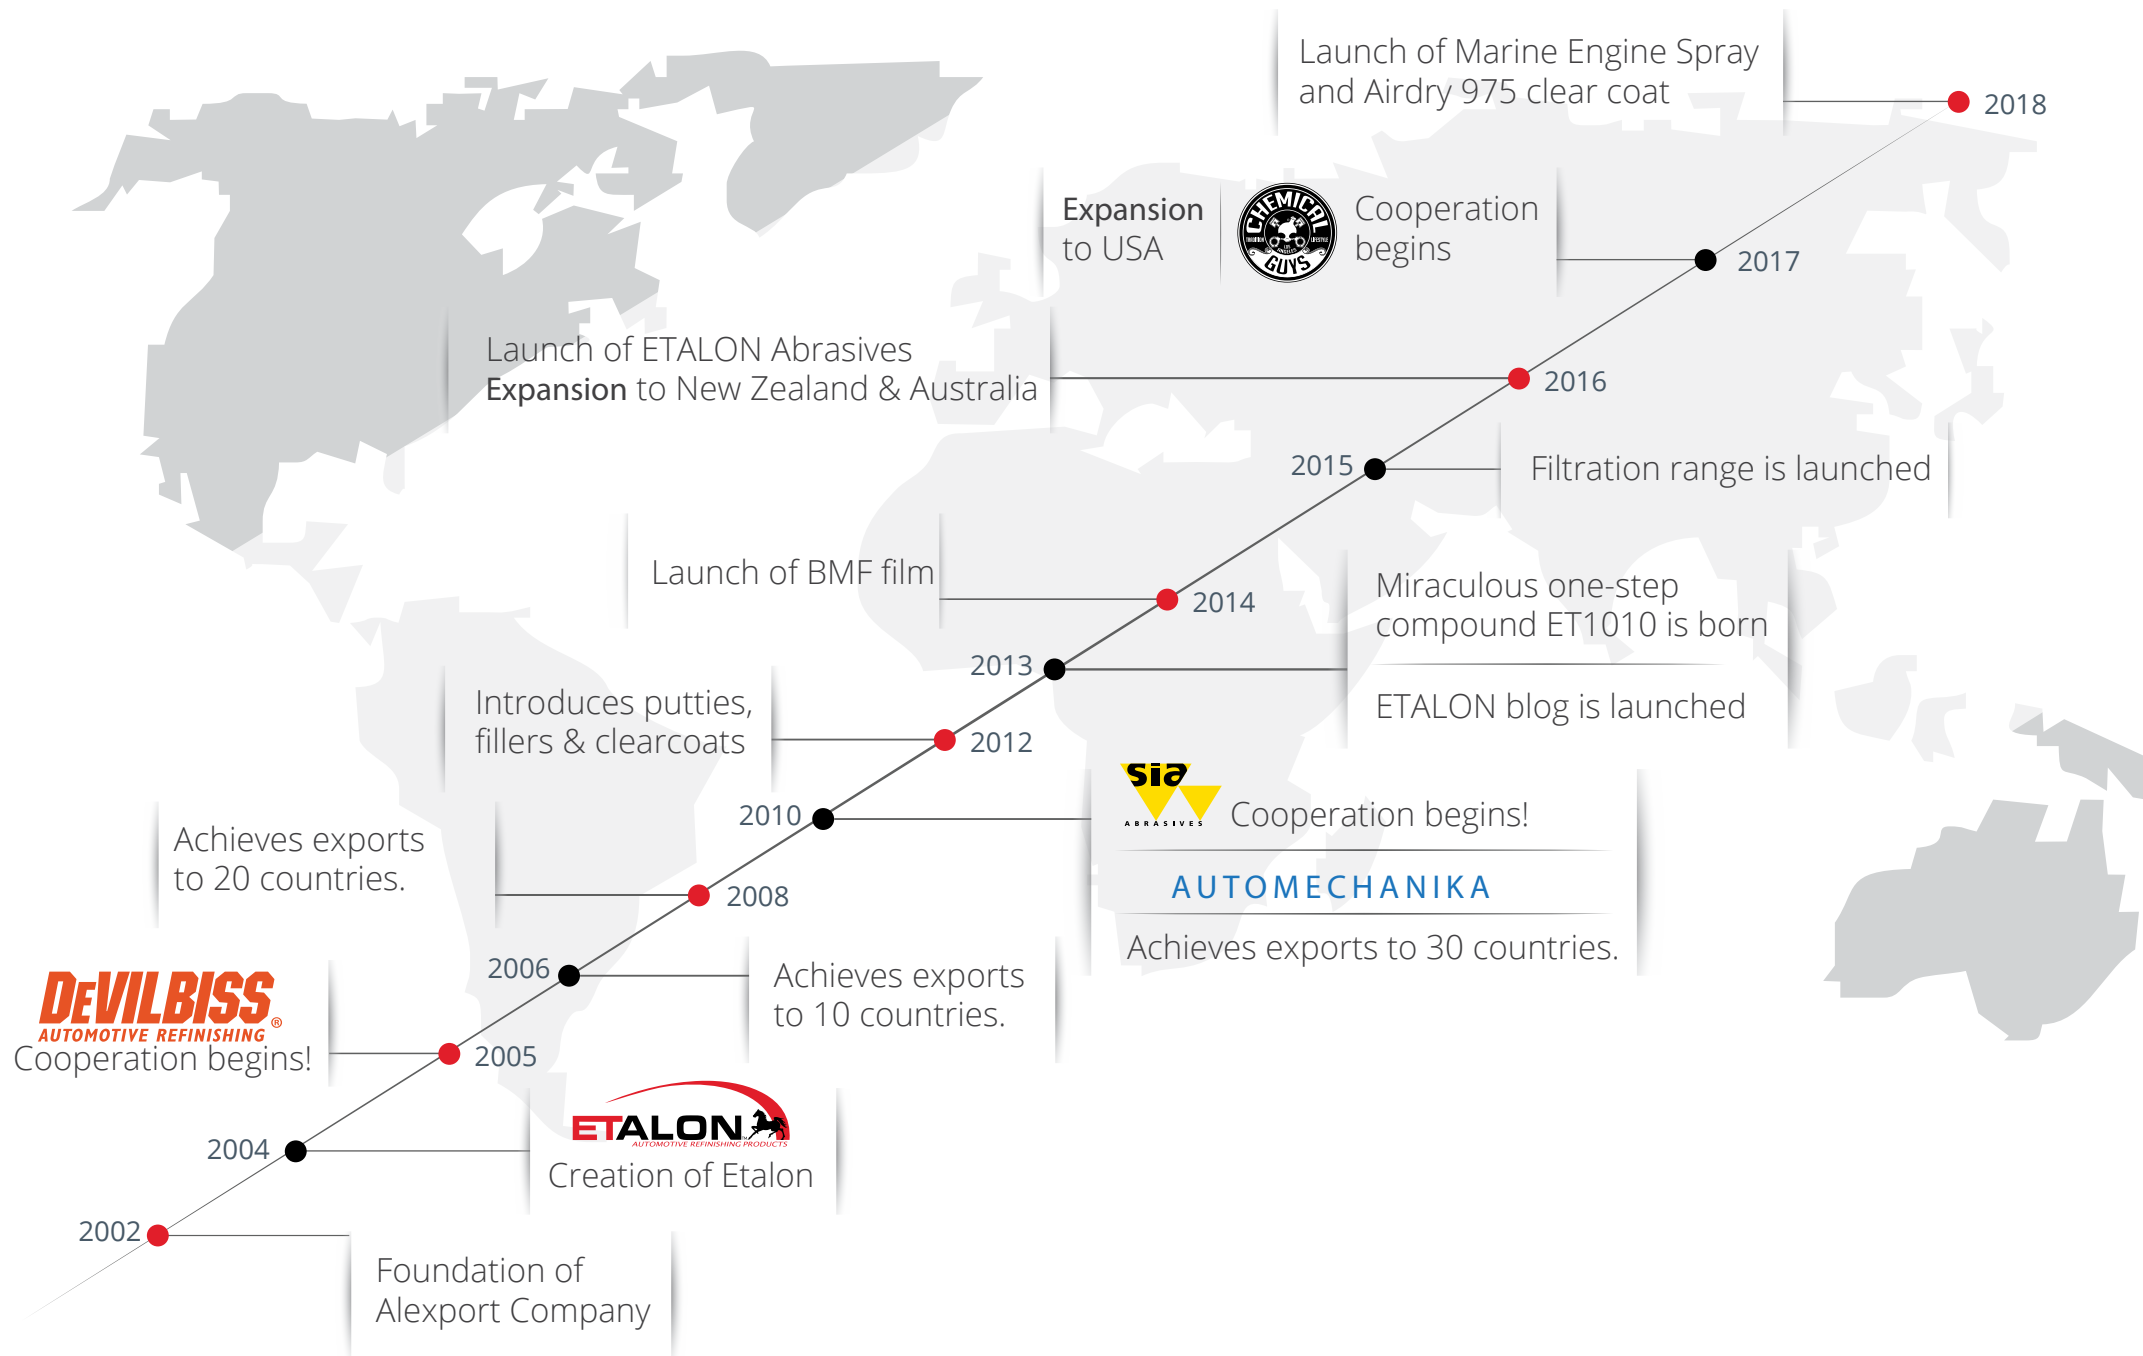 Launch of Marine Engine Spray
and Airdry 975 clear coat
2018
Expansion
to USA
CHEMICAL
GUYS
Cooperation
begins
2017
Launch of ETALON Abrasives
Expansion to New Zealand & Australia
2016
2015
Filtration range is launched
Launch of BMF film
2014
Miraculous one-step
compound ET1010 is born
ETALON blog is launched
2013
Introduces putties,
fillers & clearcoats
2012
2010
sia
ABRASIVES
Cooperation begins!
AUTOMECHANIKA
Achieves exports to 30 countries.
Achieves exports
to 20 countries.
2008
2006
Achieves exports
to 10 countries.
DEVILBISS®
AUTOMOTIVE REFINISHING
Cooperation begins!
2005
2004
ETALON
AUTOMOTIVE REFINISHING PRODUCTS
Creation of Etalon
2002
Foundation of
Alexport Company